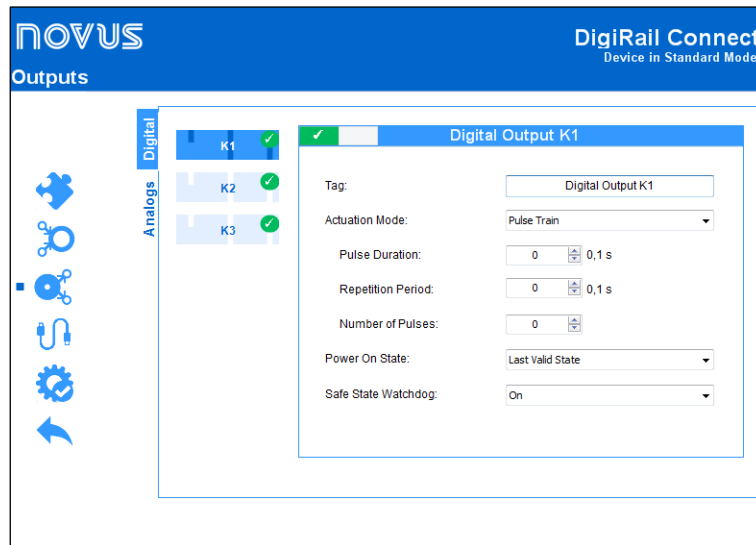 novus
DigiRail Connect
Device in Standard Mode
Outputs
Digital
Analogs
K1
K2
K3
Digital Output K1
Tag:
Digital Output K1
Actuation Mode:
Pulse Train
Pulse Duration:
0
0,1 s
Repetition Period:
0
0,1 s
Number of Pulses:
0
Power On State:
Last Valid State
Safe State Watchdog:
On